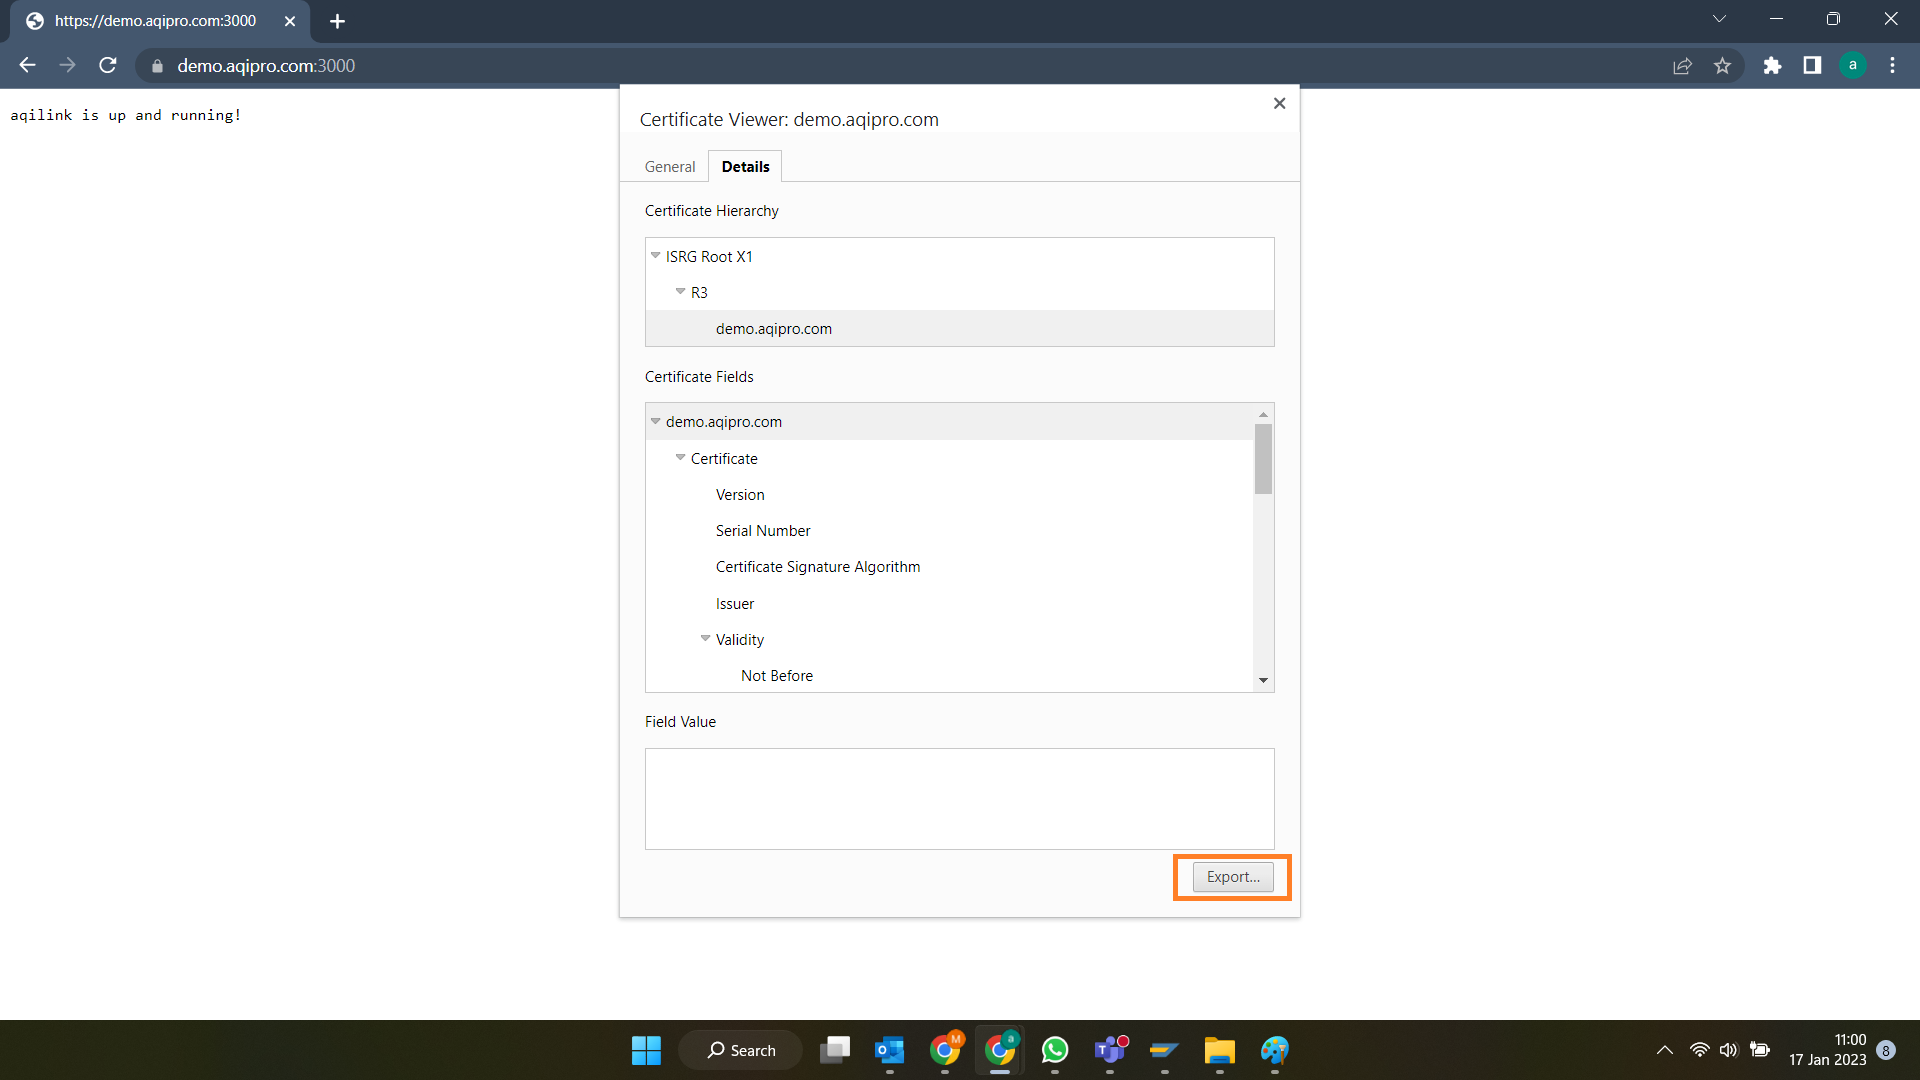 https://demo.aqipro.com:3000
demo.aqipro.com:3000
a
aqilink is up and running!
Certificate Viewer: demo.aqipro.com
General
Details
Certificate Hierarchy
ISRG Root X1
R3
demo.aqipro.com
Certificate Fields
demo.aqipro.com
Certificate
Version
Serial Number
Certificate Signature Algorithm
Issuer
Validity
Not Before
Field Value
Export...
Search
M
a
11:00
17 Jan 2023
8